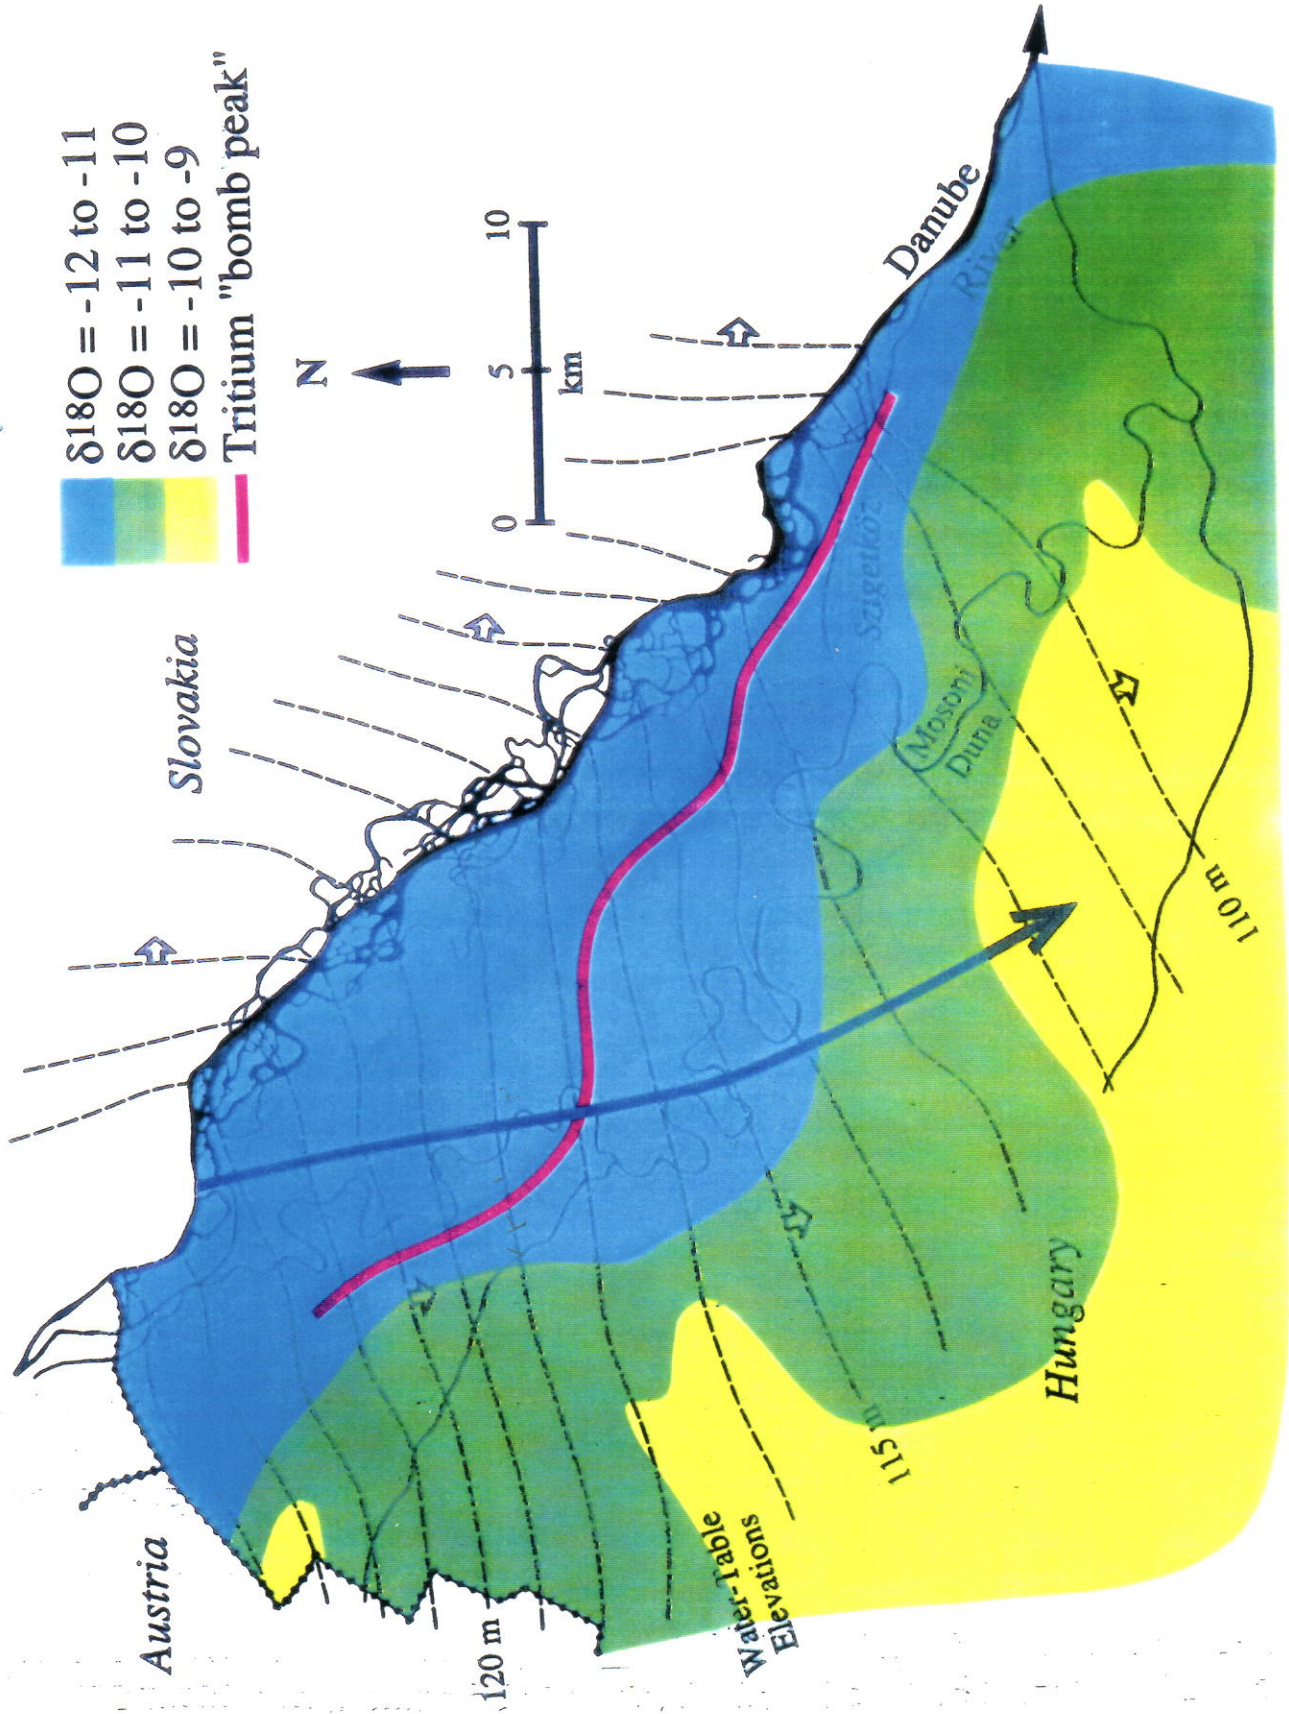 δ18O = -12 to -11
δ18O = -11 to -10
δ18O = -10 to -9
Tritium "bomb peak"
N
0
5
10
km
Slovakia
Austria
Danube
River
Szigetköz
Mosoni
Duna
Hungary
110 m
115 m
120 m
Water-Table
Elevations